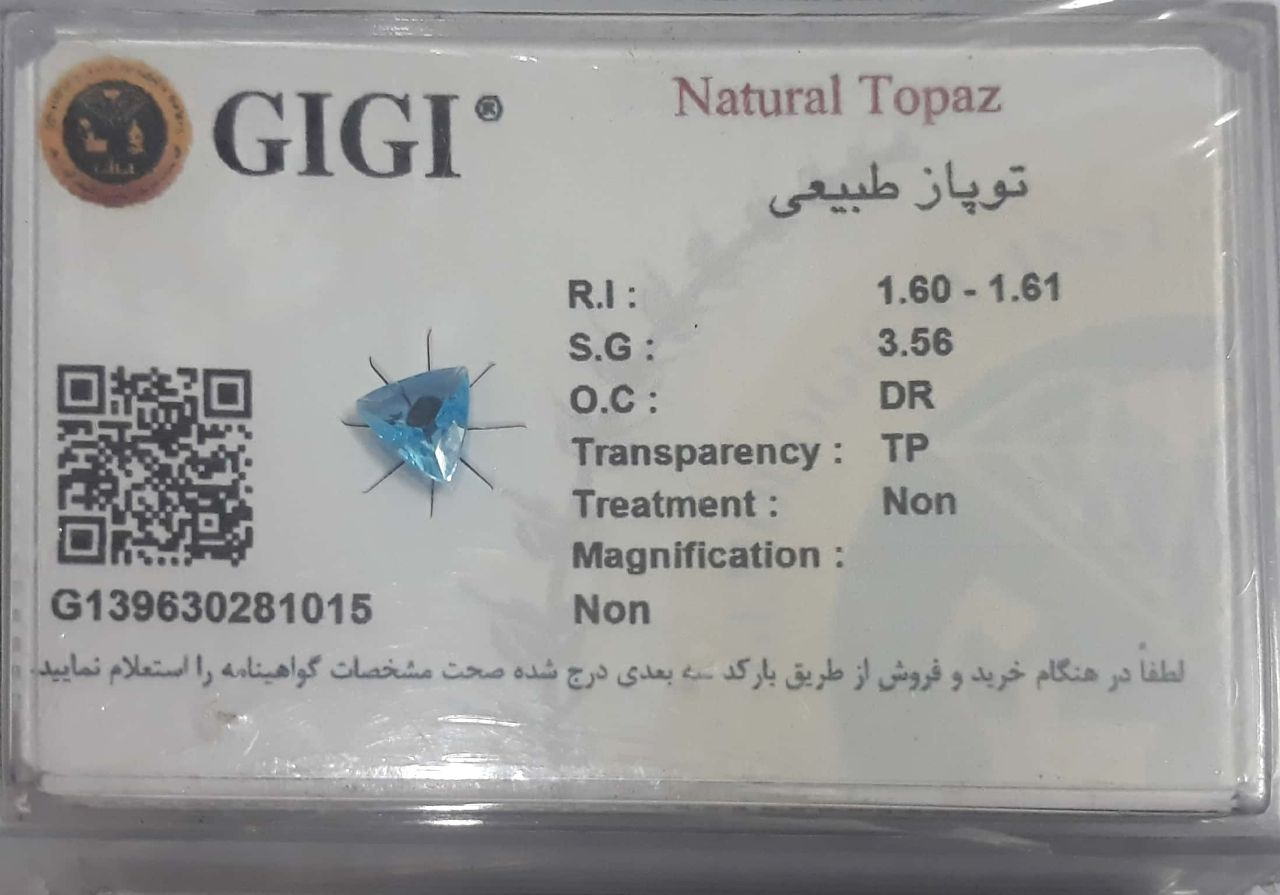 GIGI®
Natural Topaz
توپاز طبیعی
R.I : 1.60 - 1.61
S.G : 3.56
O.C : DR
Transparency : TP
Treatment : Non
Magnification :
Non
G139630281015
لطفاً در هنگام خرید و فروش از طریق بارکد سه بعدی درج شده صحت مشخصات گواهینامه را استعلام نمایید.